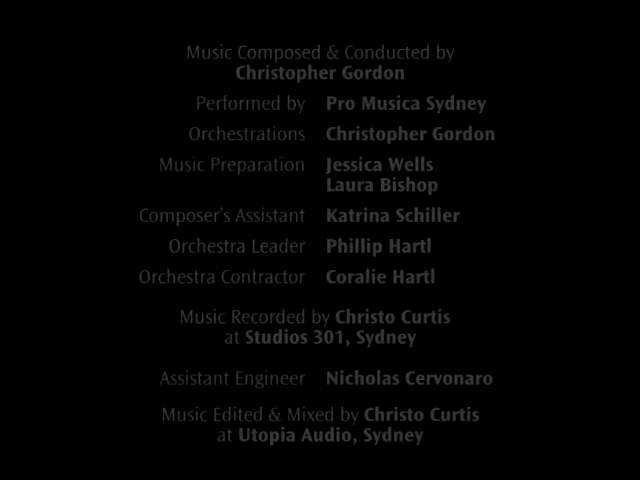 Music Composed & Conducted by
Christopher Gordon
Performed by Pro Musica Sydney
Orchestrations Christopher Gordon
Music Preparation Jessica Wells
Laura Bishop
Composer's Assistant Katrina Schiller
Orchestra Leader Phillip Hartl
Orchestra Contractor Coralie Hartl
Music Recorded by Christo Curtis
at Studios 301, Sydney
Assistant Engineer Nicholas Cervonaro
Music Edited & Mixed by Christo Curtis
at Utopia Audio, Sydney